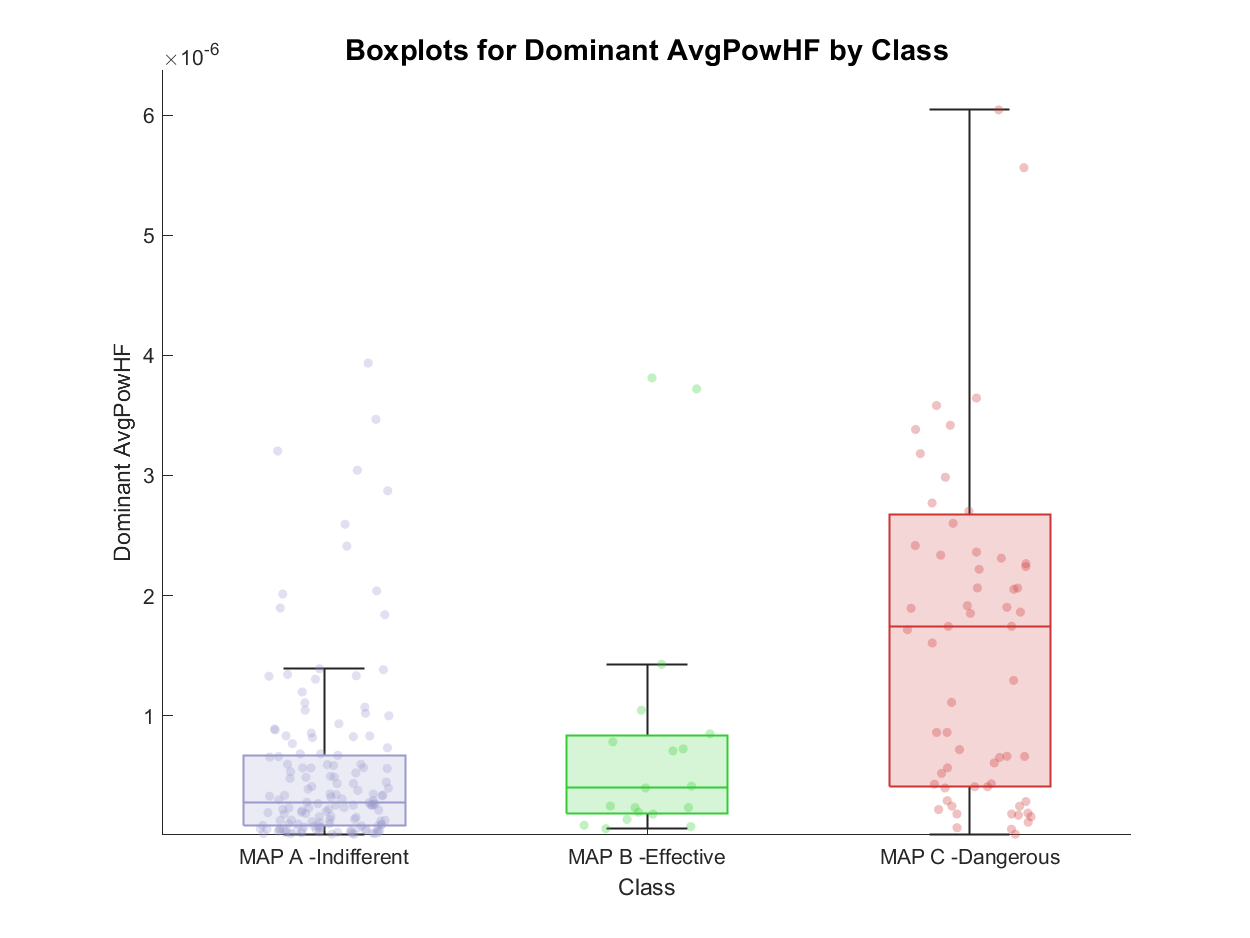 Boxplots for Dominant AvgPowHF by Class
×10-6
6
5
4
3
2
1
Dominant AvgPowHF
MAP A -Indifferent
MAP B -Effective
MAP C -Dangerous
Class